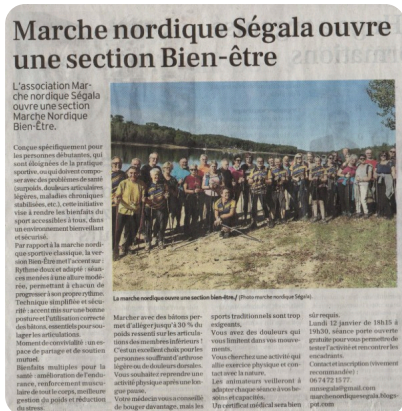 Marche nordique Ségala ouvre
une section Bien-être
L'association Mar-
che nordique Ségala
ouvre une section
Marche Nordique
Bien-Être.
Conçue spécifiquement pour
les personnes débutantes, qui
sont éloignées de la pratique
sportive, ou qui doivent compo-
ser avec des problèmes de santé
(surpoids, douleurs articulaires
légères, maladies chroniques
stabilisées, etc.), cette initiative
vise à rendre les bienfaits du
sport accessibles à tous, dans
un environnement bienveillant
et sécurisé.
Par rapport à la marche nordi-
que sportive classique, la ver-
sion Bien-Être met l'accent sur :
Rythme doux et adapté : séan-
ces menées à une allure modé-
rée, permettant à chacun de
progresser à son propre rythme.
Technique simplifiée et sécu-
rité : accent mis sur une bonne
posture et l'utilisation correcte
des bâtons, essentiels pour sou-
lager les articulations.
Moment de convivialité : un es-
pace de partage et de soutien
mutuel.
Bienfaits multiples pour la
santé : amélioration de l'endu-
rance, renforcement muscu-
laire de tout le corps, meilleure
gestion du poids et réduction
du stress.
La marche nordique ouvre une section bien-être./ (Photo marche nordique Ségala).
Marcher avec des bâtons per-
met d'alléger jusqu'à 30 % du
poids ressenti sur les articula-
tions des membres inférieurs !
C'est un excellent choix pour les
personnes souffrant d'arthrose
légère ou de douleurs dorsales.
Vous souhaitez reprendre une
activité physique après une lon-
gue pause.
Votre médecin vous a conseillé
de bouger davantage, mais les
sports traditionnels sont trop
exigeants.
Vous avez des douleurs qui
vous limitent dans vos mouve-
ments.
Vous cherchez une activité qui
allie exercice physique et con-
tact avec la nature.
Les animateurs veilleront à
adapter chaque séance à vos be-
soins et capacités.
Un certificat médical sera bien
sûr requis.
Lundi 12 janvier de 18h15 à
19h30, séance porte ouverte
gratuite pour vous permettre de
tester l'activité et rencontrer les
encadrants.
Contact et inscription (vivement
recommandée) :
06 74 72 15 77.
@gmail.com
marchenordiquesegala.blogs-
pot.com